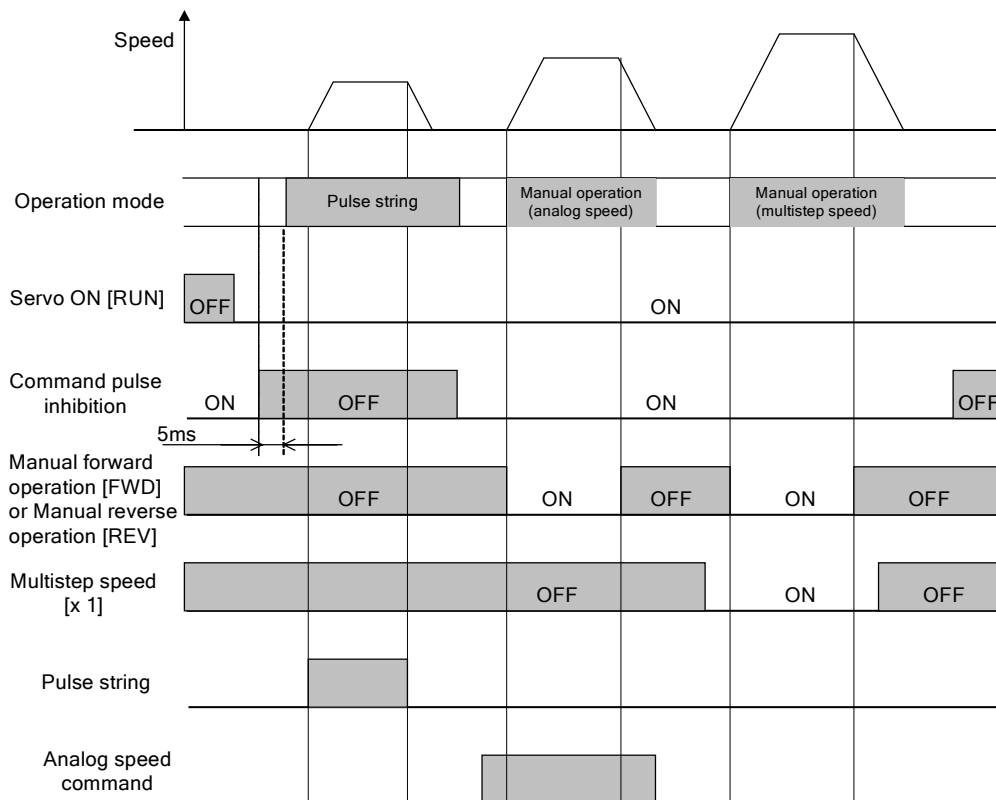 Speed
Operation mode
Pulse string
Manual operation
(analog speed)
Manual operation
(multistep speed)
Servo ON [RUN]
OFF
ON
Command pulse
inhibition
ON
OFF
ON
OFF
5ms
Manual forward
operation [FWD]
or Manual reverse
operation [REV]
OFF
ON
OFF
ON
OFF
Multistep speed
[x 1]
OFF
ON
OFF
Pulse string
Analog speed
command